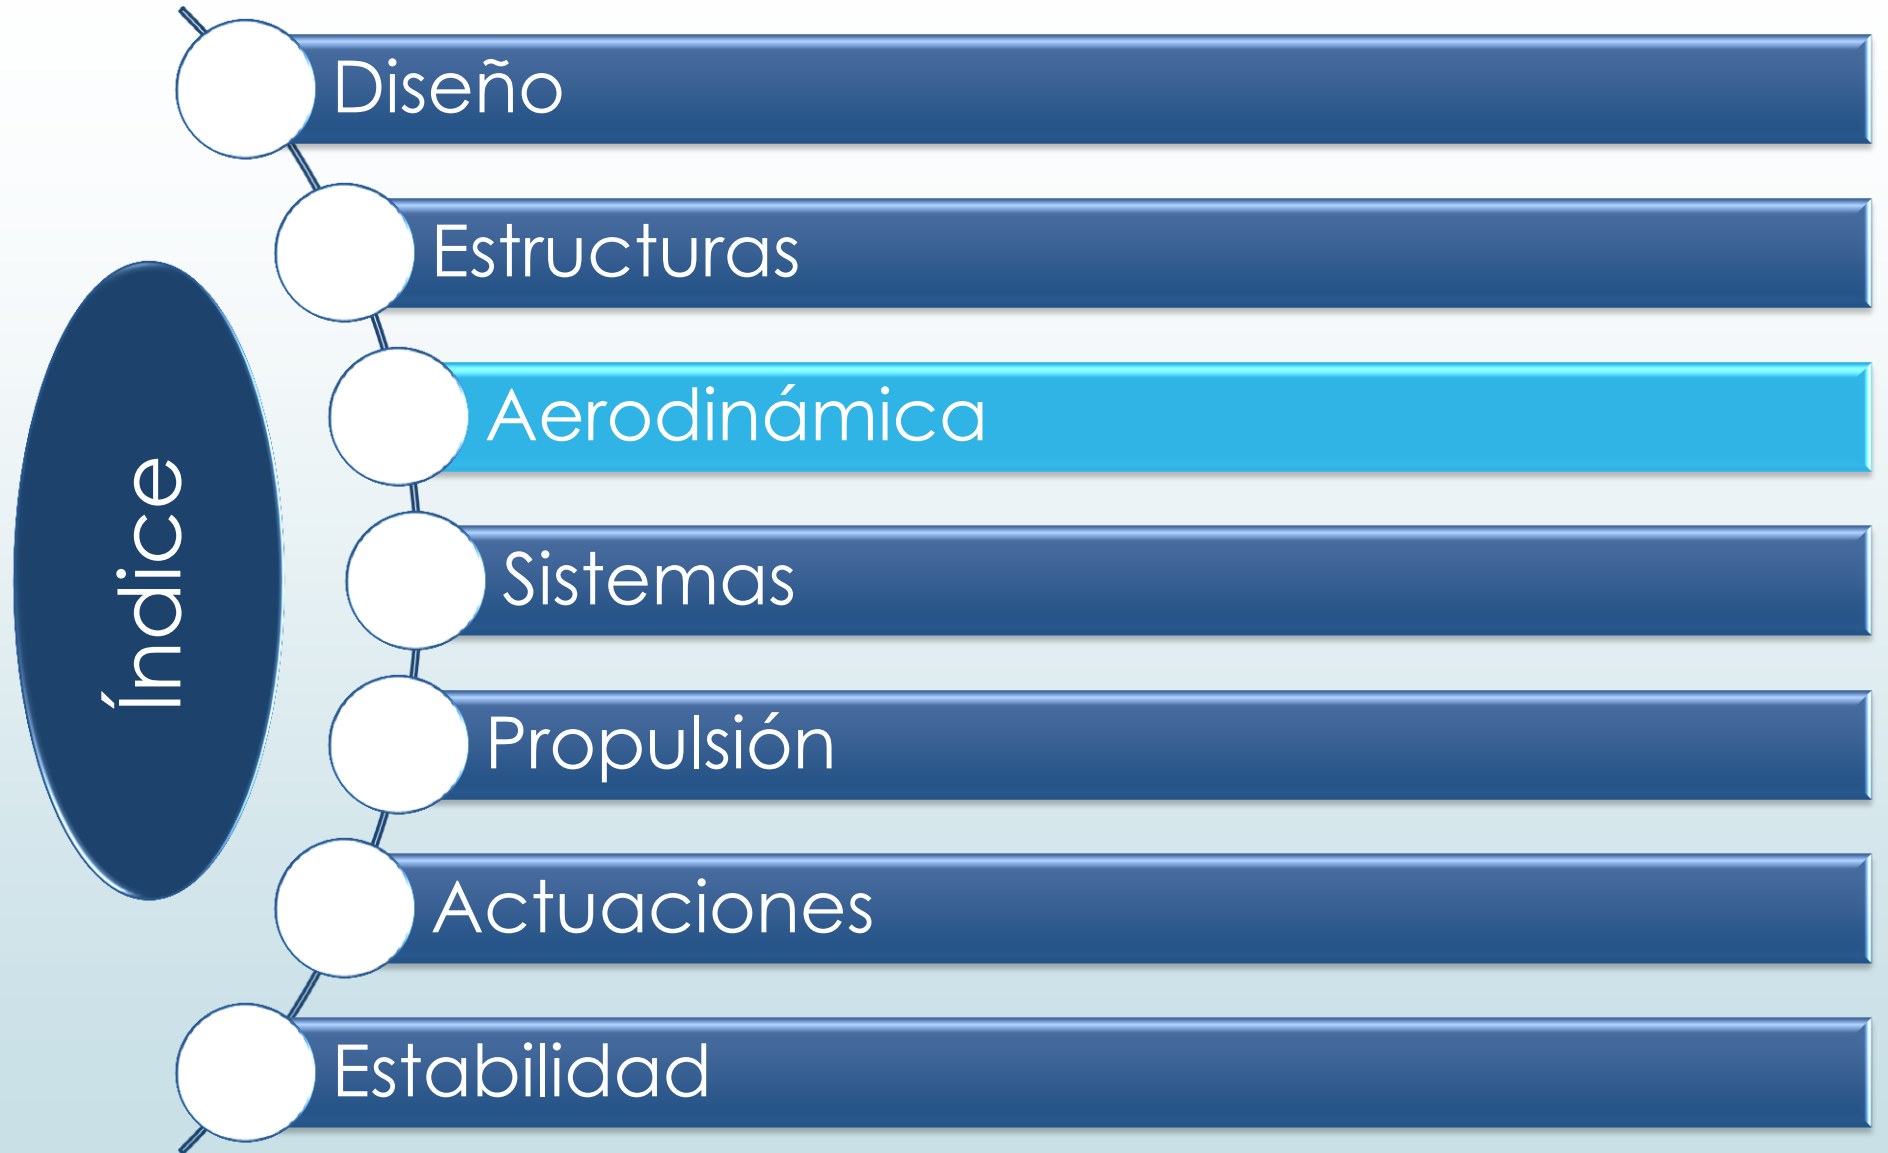 Índice
Diseño
Estructuras
Aerodinámica
Sistemas
Propulsión
Actuaciones
Estabilidad